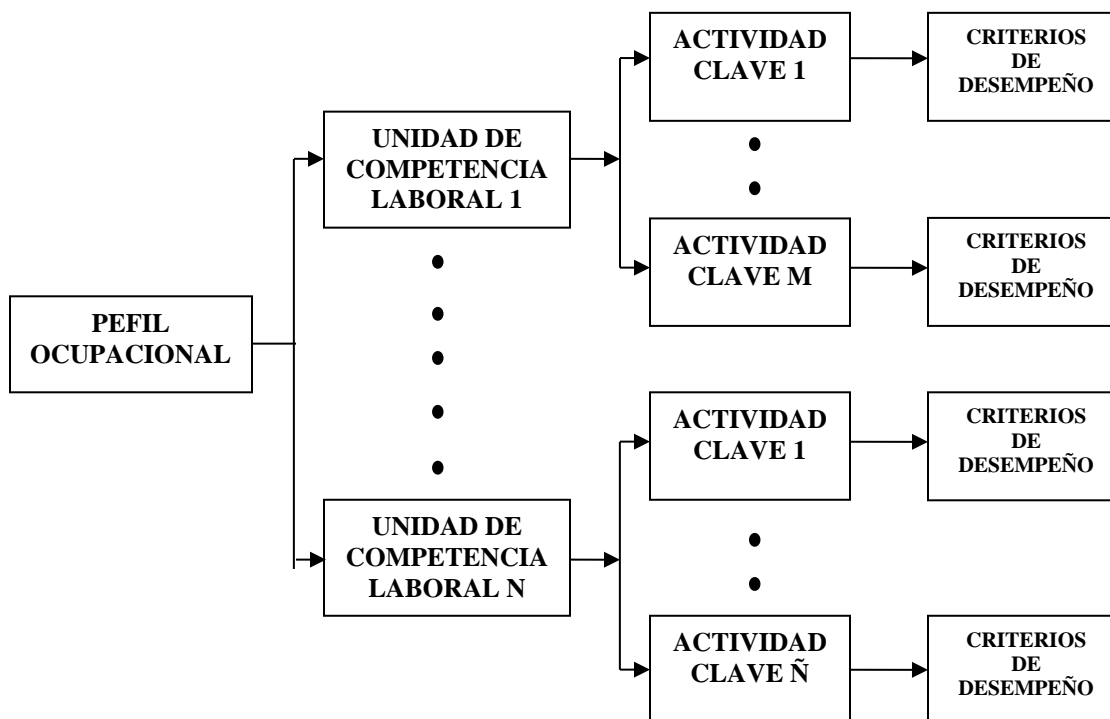 PEFIL
OCUPACIONAL
UNIDAD DE
COMPETENCIA
LABORAL 1
ACTIVIDAD
CLAVE 1
CRITERIOS
DE
DESEMPEÑO
ACTIVIDAD
CLAVE M
CRITERIOS
DE
DESEMPEÑO
UNIDAD DE
COMPETENCIA
LABORAL N
ACTIVIDAD
CLAVE 1
CRITERIOS
DE
DESEMPEÑO
ACTIVIDAD
CLAVE Ñ
CRITERIOS
DE
DESEMPEÑO